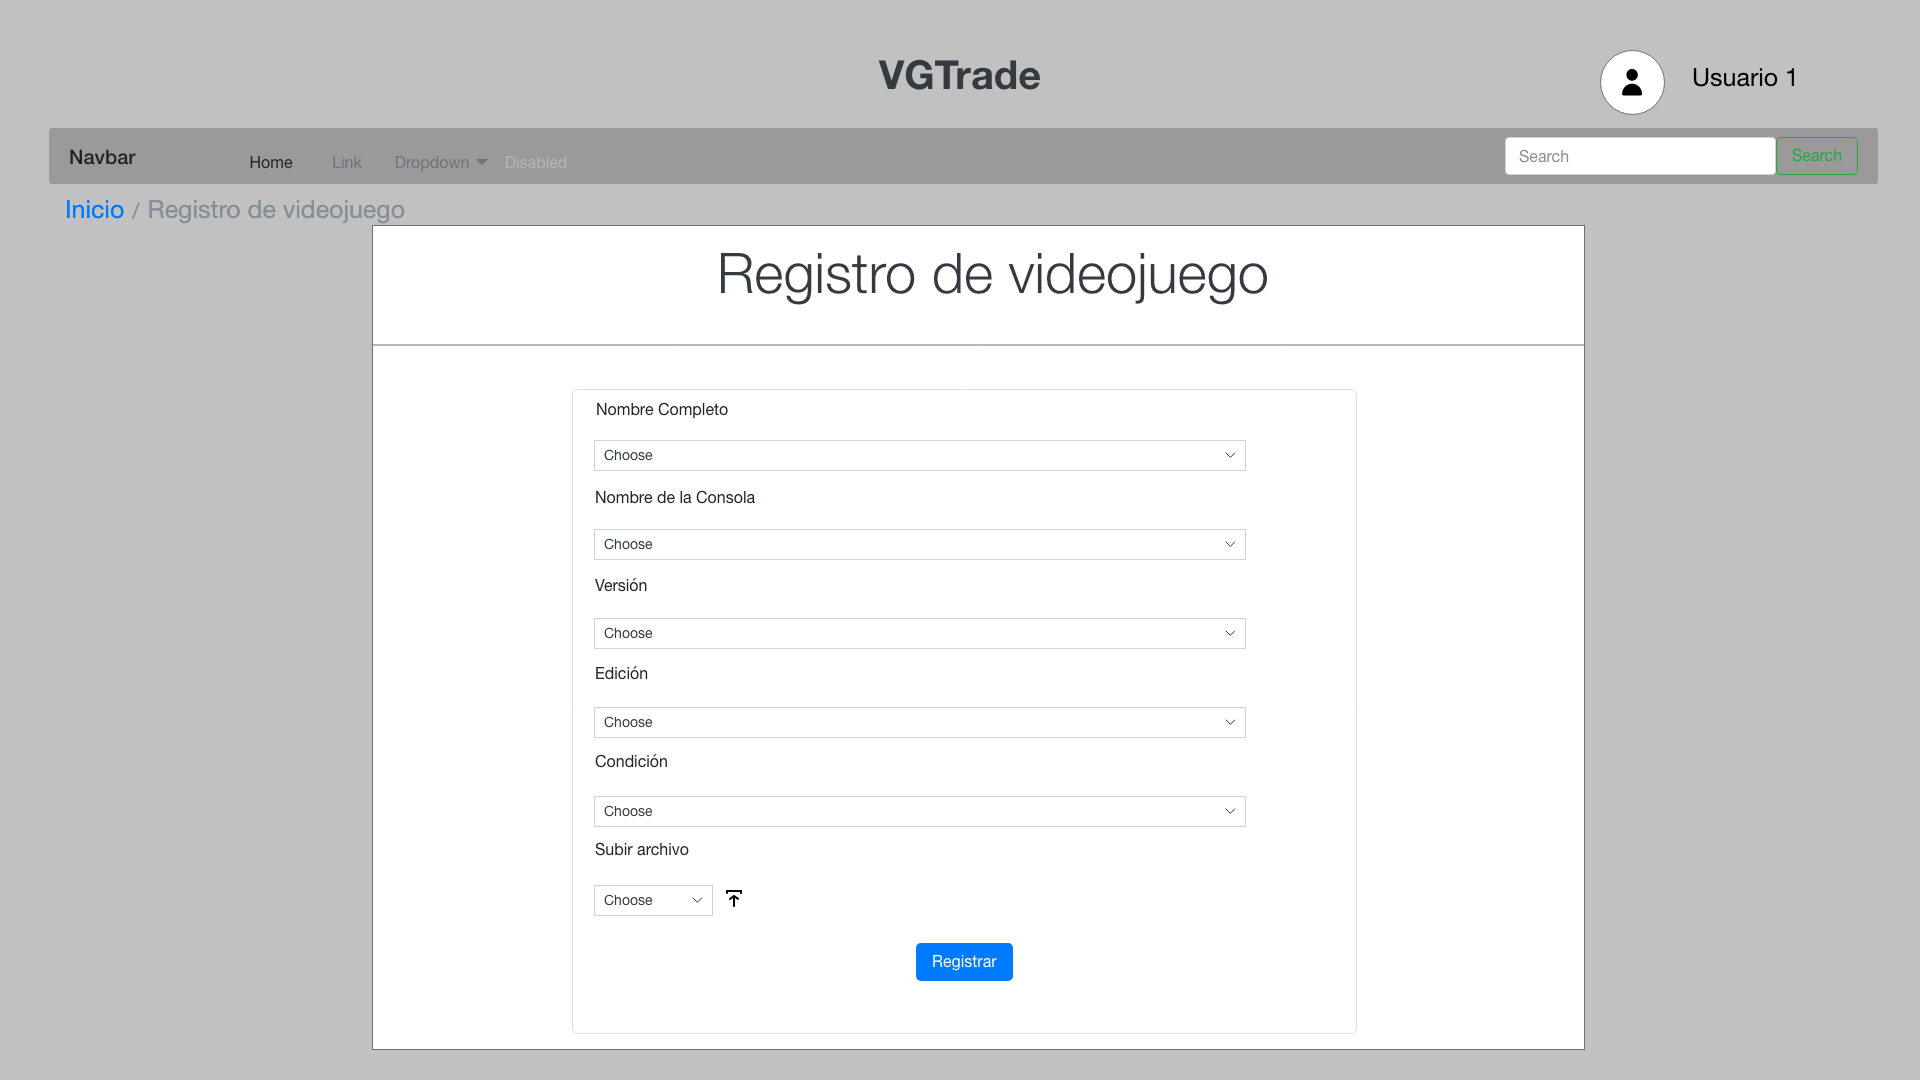 VGTrade
Usuario 1
Navbar Home Link Dropdown Disabled Search Search
Inicio / Registro de videojuego
Registro de videojuego
Nombre Completo
Choose
Nombre de la Consola
Choose
Versión
Choose
Edición
Choose
Condición
Choose
Subir archivo
Choose
Registrar